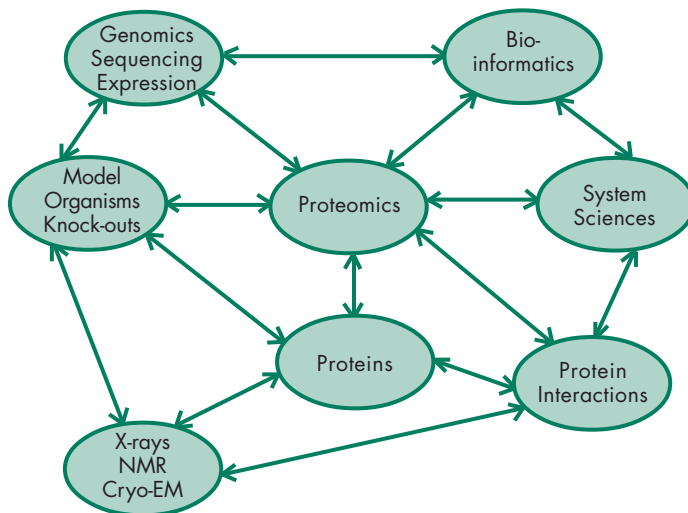 Genomics
Sequencing
Expression
Bio-
informatics
Model
Organisms
Knock-outs
Proteomics
System
Sciences
Proteins
Protein
Interactions
X-rays
NMR
Cryo-EM